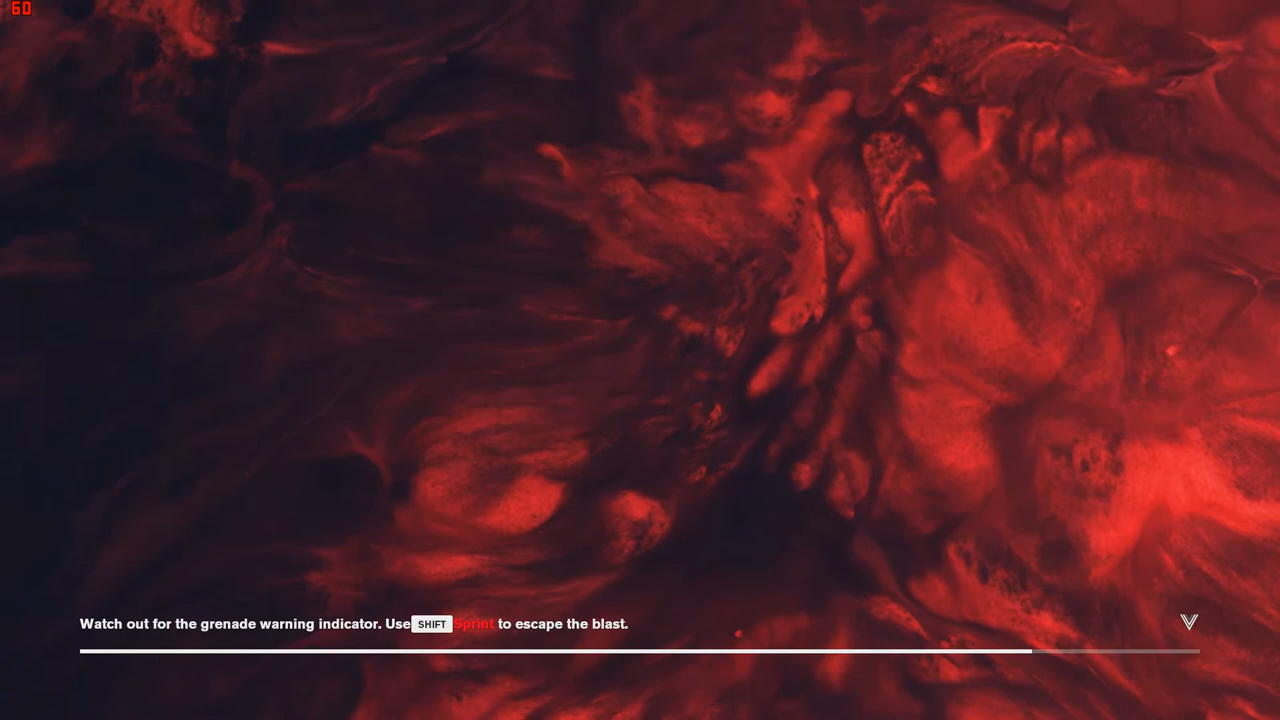 60
Watch out for the grenade warning indicator. Use SHIFT Sprint to escape the blast.